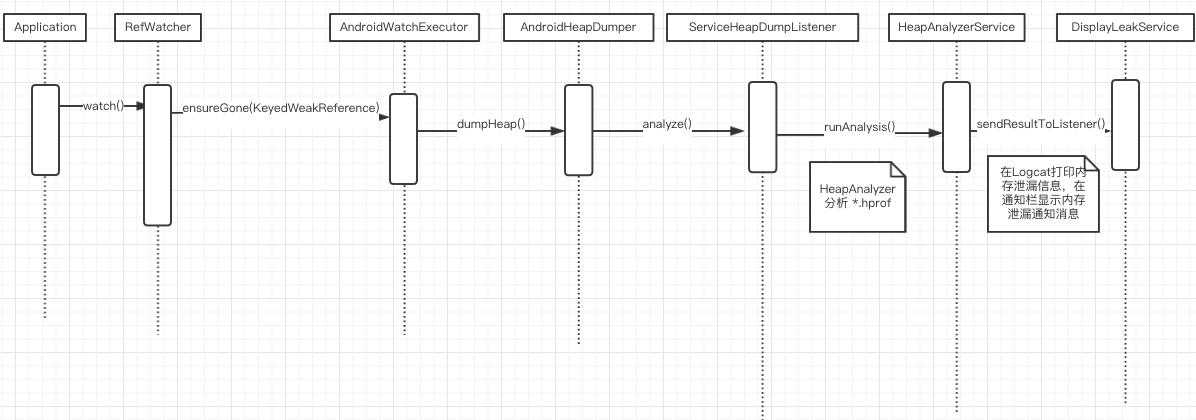 Application
RefWatcher
AndroidWatchExecutor
AndroidHeapDumper
ServiceHeapDumpListener
HeapAnalyzerService
DisplayLeakService
watch()
ensureGone(KeyedWeakReference)
dumpHeap()
analyze()
runAnalysis()
sendResultToListener()
HeapAnalyzer
分析 *.hprof
在Logcat打印内
存泄漏信息，在
通知栏显示内存
泄漏通知消息